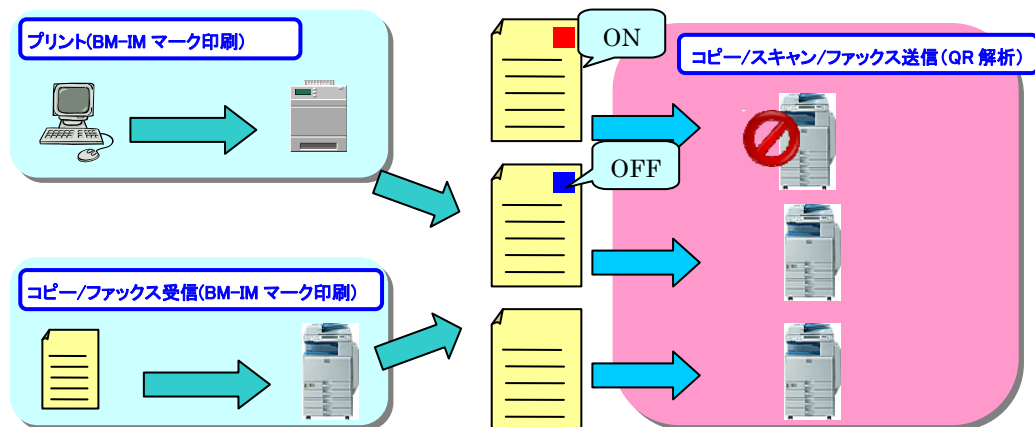 プリント(BM-IM マーク印刷)
ON
コピー/スキャン/ファックス送信(QR 解析)
OFF
コピー/ファックス受信(BM-IM マーク印刷)